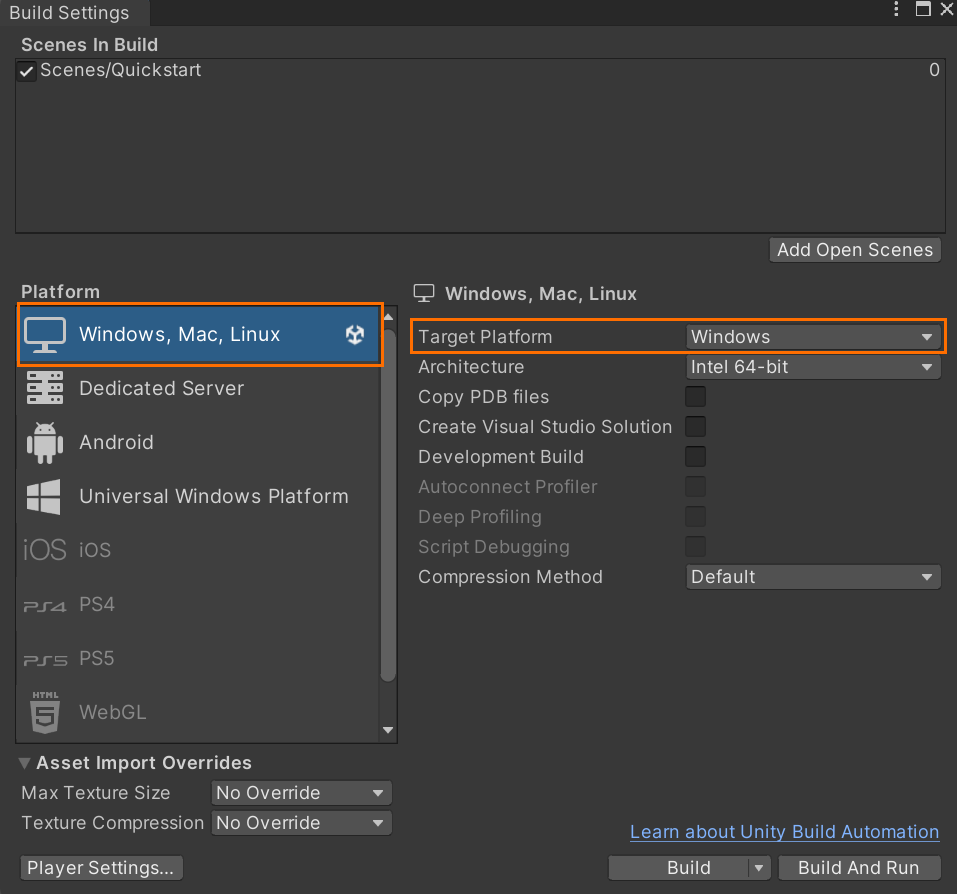 Build Settings
Scenes In Build
Scenes/Quickstart 0
Add Open Scenes
Platform
Windows, Mac, Linux
Dedicated Server
Android
Universal Windows Platform
iOS iOS
PS4 PS4
PS5 PS5
HTML 5 WebGL
Windows, Mac, Linux
Target Platform Windows
Architecture Intel 64-bit
Copy PDB files
Create Visual Studio Solution
Development Build
Autoconnect Profiler
Deep Profiling
Script Debugging
Compression Method Default
Asset Import Overrides
Max Texture Size No Override
Texture Compression No Override
Learn about Unity Build Automation
Player Settings... Build Build And Run